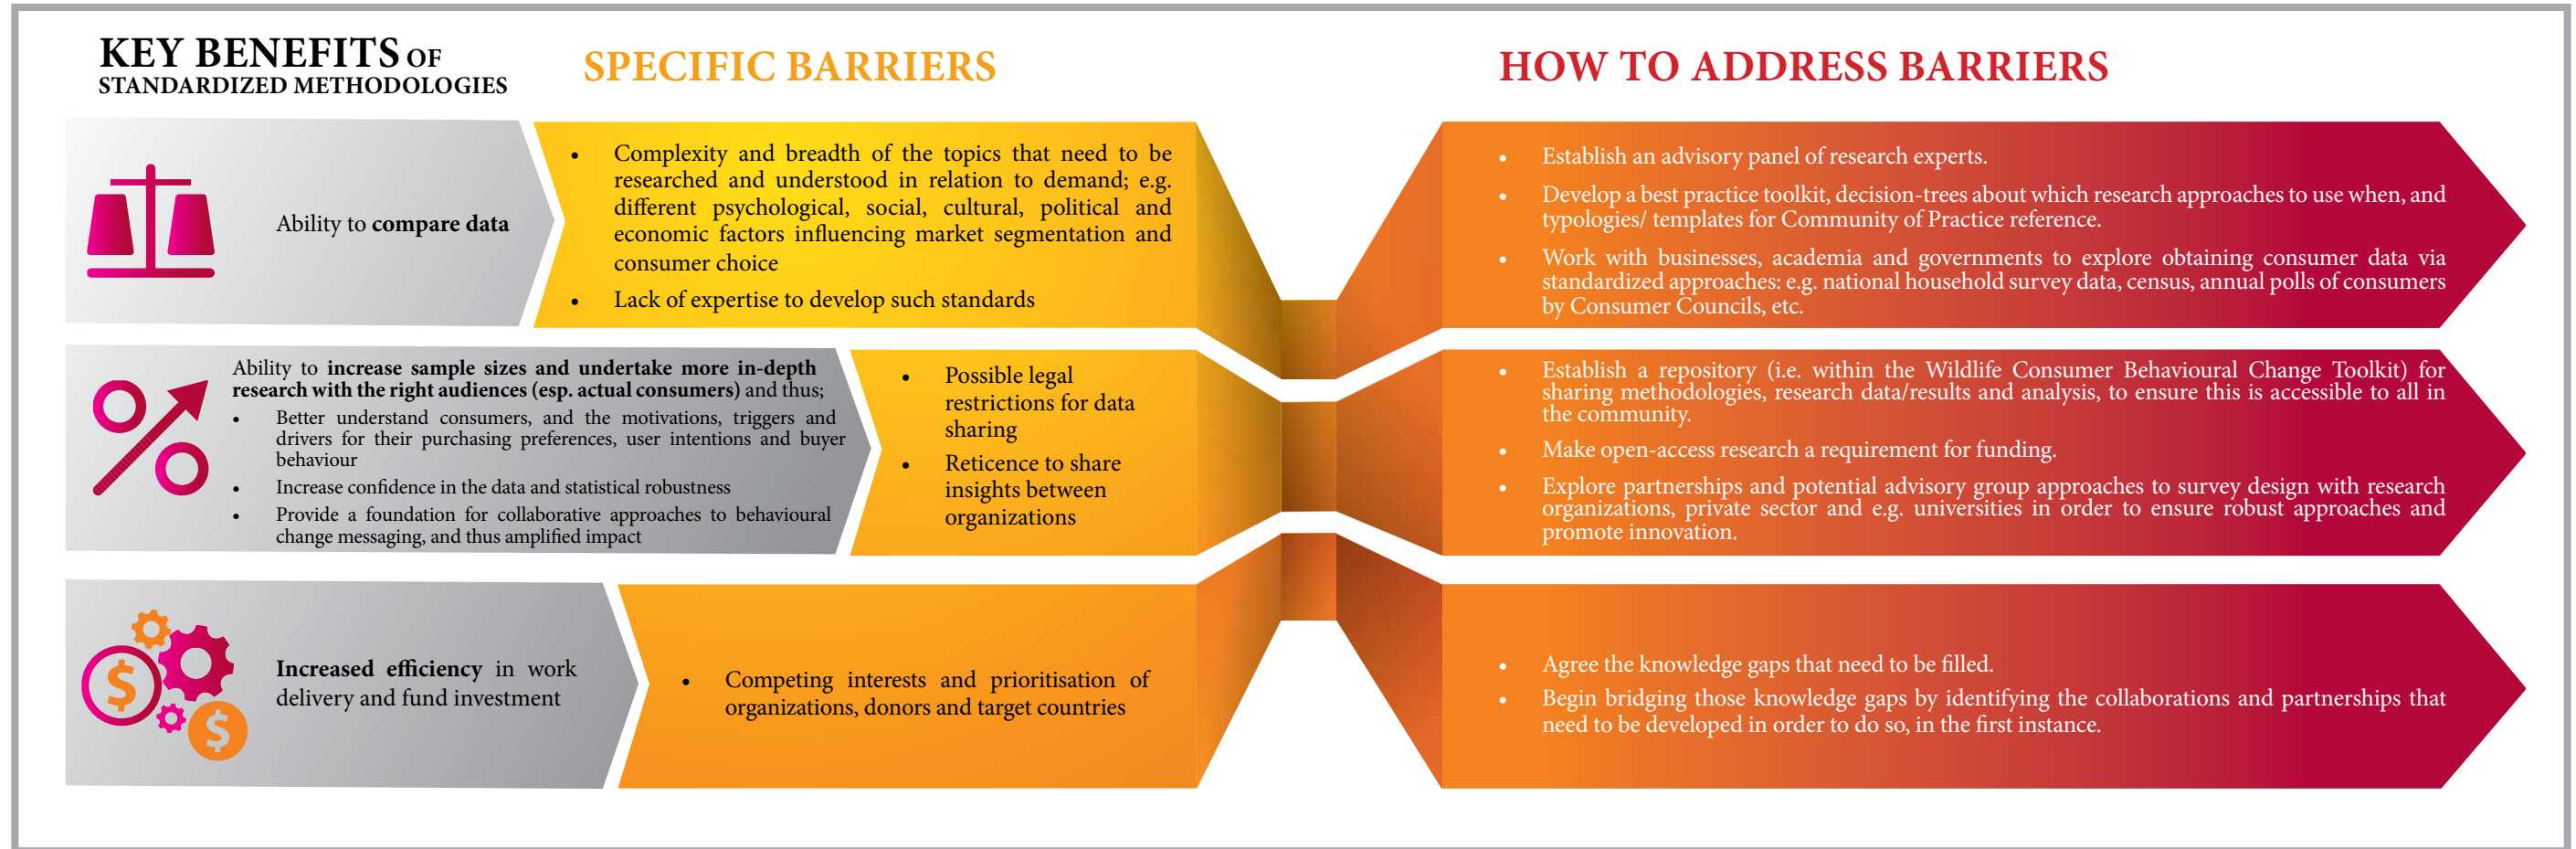 KEY BENEFITS OF
STANDARDIZED METHODOLOGIES
SPECIFIC BARRIERS
HOW TO ADDRESS BARRIERS
Ability to compare data
• Complexity and breadth of the topics that need to be
researched and understood in relation to demand; e.g.
different psychological, social, cultural, political and
economic factors influencing market segmentation and
consumer choice
• Lack of expertise to develop such standards
• Establish an advisory panel of research experts.
• Develop a best practice toolkit, decision-trees about which research approaches to use when, and
typologies/ templates for Community of Practice reference.
• Work with businesses, academia and governments to explore obtaining consumer data via
standardized approaches: e.g. national household survey data, census, annual polls of consumers
by Consumer Councils, etc.
Ability to increase sample sizes and undertake more in-depth
research with the right audiences (esp. actual consumers) and thus;
• Better understand consumers, and the motivations, triggers and
drivers for their purchasing preferences, user intentions and buyer
behaviour
• Increase confidence in the data and statistical robustness
• Provide a foundation for collaborative approaches to behavioural
change messaging, and thus amplified impact
• Possible legal
restrictions for data
sharing
• Reticence to share
insights between
organizations
• Establish a repository (i.e. within the Wildlife Consumer Behavioural Change Toolkit) for
sharing methodologies, research data/results and analysis, to ensure this is accessible to all in
the community.
• Make open-access research a requirement for funding.
• Explore partnerships and potential advisory group approaches to survey design with research
organizations, private sector and e.g. universities in order to ensure robust approaches and
promote innovation.
$
$
Increased efficiency in work
delivery and fund investment
• Competing interests and prioritisation of
organizations, donors and target countries
• Agree the knowledge gaps that need to be filled.
• Begin bridging those knowledge gaps by identifying the collaborations and partnerships that
need to be developed in order to do so, in the first instance.